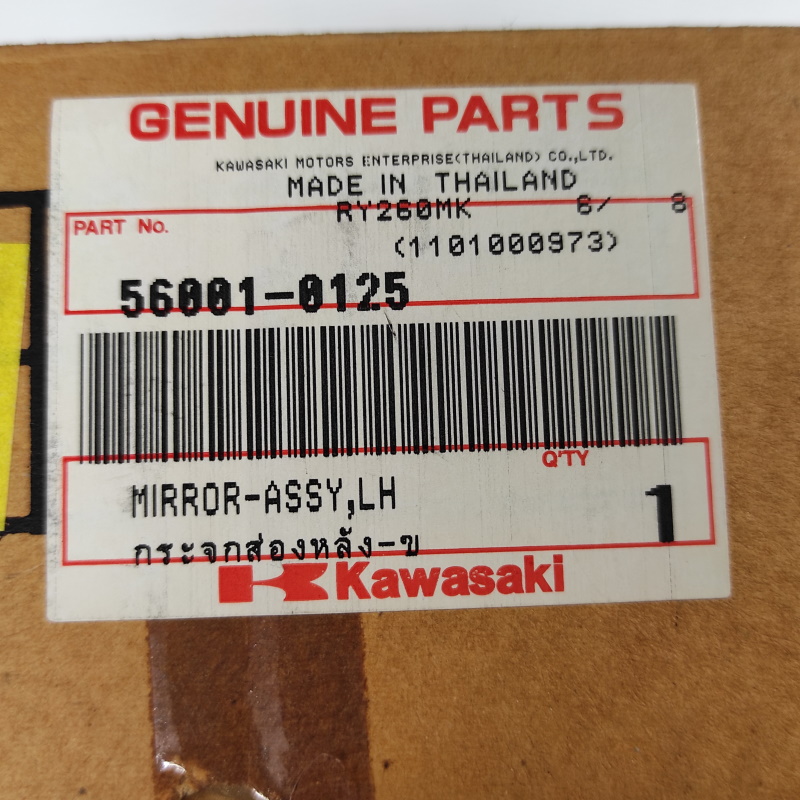 GENUINE PARTS
KAWASAKI MOTORS ENTERPRISE(THAILAND) CO.,LTD.
MADE IN THAILAND
RY260MK 8/ 8
PART No.
(1101000973)
56001-0125
Q'TY
MIRROR-ASSY,LH
1
กระจกส่องหลัง-ข
Kawasaki